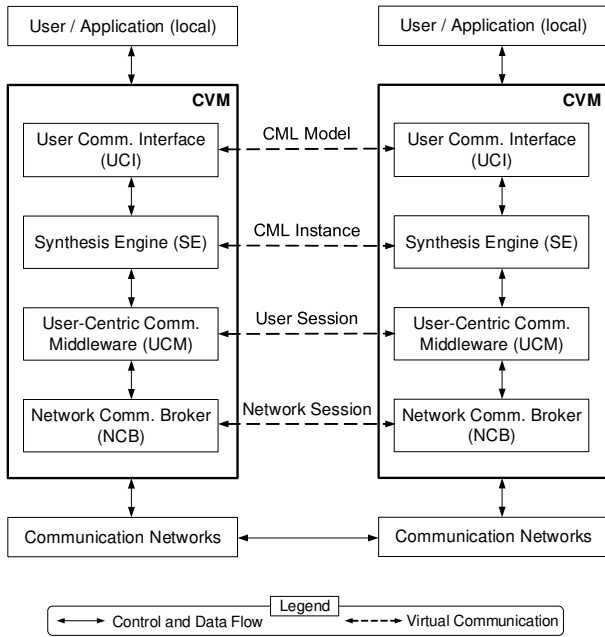 User / Application (local)
User / Application (local)
CVM
CVM
User Comm. Interface
(UCI)
CML Model
User Comm. Interface
(UCI)
Synthesis Engine (SE)
CML Instance
Synthesis Engine (SE)
User-Centric Comm.
Middleware (UCM)
User Session
User-Centric Comm.
Middleware (UCM)
Network Comm. Broker
(NCB)
Network Session
Network Comm. Broker
(NCB)
Communication Networks
Communication Networks
Legend
Control and Data Flow
Virtual Communication